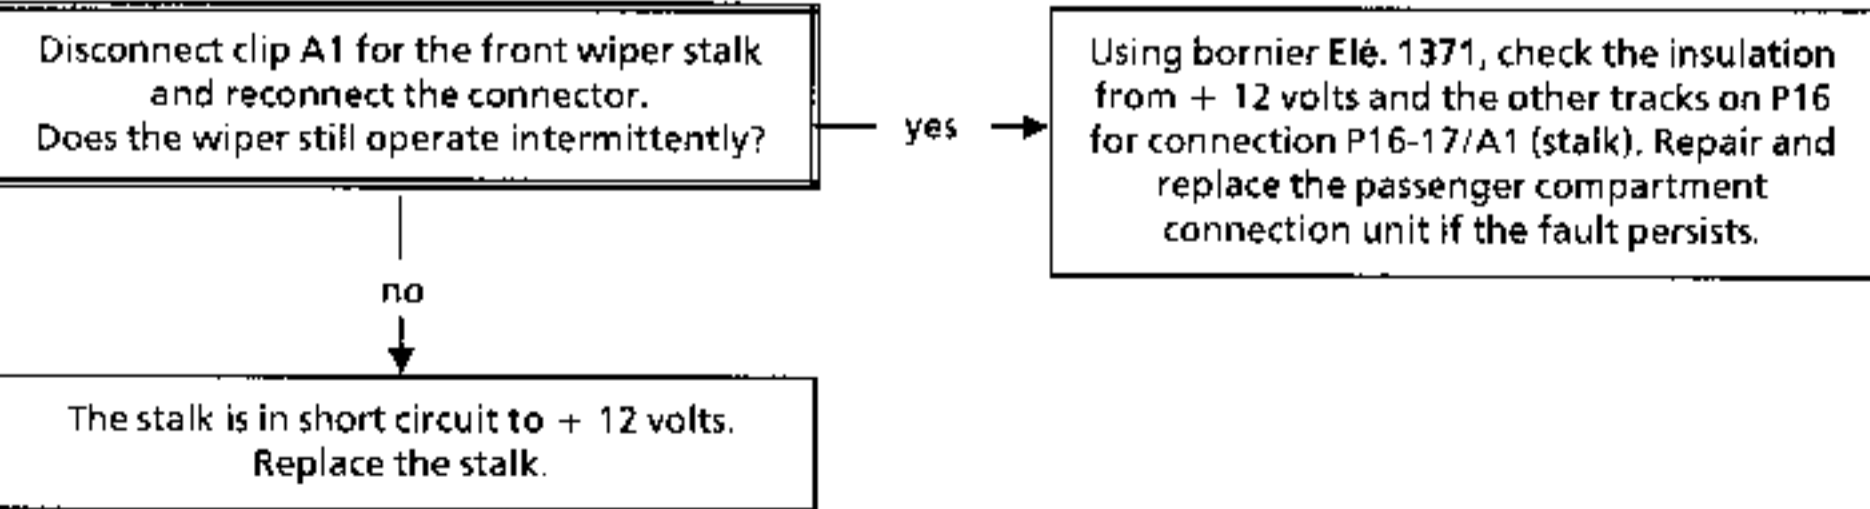 Disconnect clip A1 for the front wiper stalk
and reconnect the connector.
Does the wiper still operate intermittently?
yes
Using bornier Elé. 1371, check the insulation
from + 12 volts and the other tracks on P16
for connection P16-17/A1 (stalk). Repair and
replace the passenger compartment
connection unit if the fault persists.
no
The stalk is in short circuit to + 12 volts.
Replace the stalk.